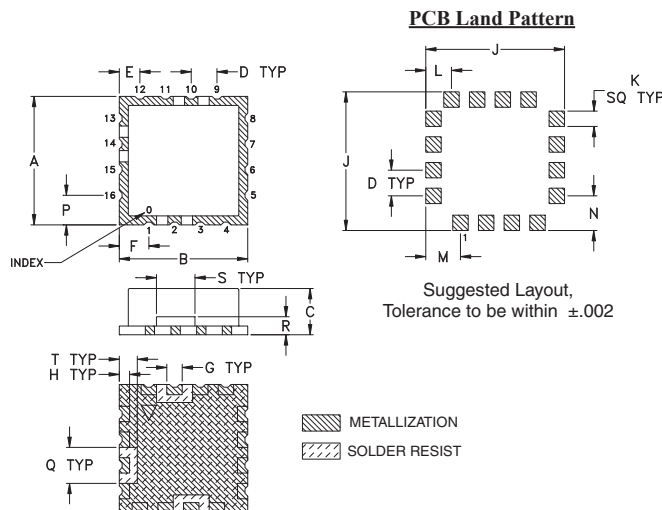 PCB Land Pattern
E
D TYP
12 11 10 9
13
14
15
16
8
7
6
5
A
P
0
1 2 3 4
F
B
INDEX
S TYP
C
R
T TYP
H TYP
G TYP
Q TYP
J
L
K
SQ TYP
J
D TYP
N
1
M
Suggested Layout,
Tolerance to be within ±.002
METALLIZATION
SOLDER RESIST